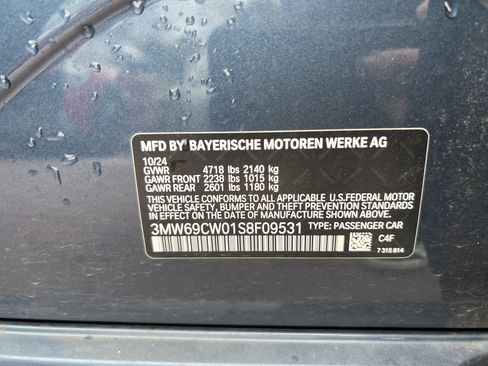 MFD BY BAYERISCHE MOTOREN WERKE AG
10/24
GVWR 4718 lbs 2140 kg
GAWR FRONT 2238 lbs 1015 kg
GAWR REAR 2601 lbs 1180 kg
THIS VEHICLE CONFORMS TO ALL APPLICABLE U.S.FEDERAL MOTOR
VEHICLE SAFETY, BUMPER AND THEFT PREVENTION STANDARDS
IN EFFECT ON THE DATE OF MANUFACTURE SHOWN ABOVE.
3MW69CW01S8F09531 TYPE: PASSENGER CAR
C4F
7 315 014